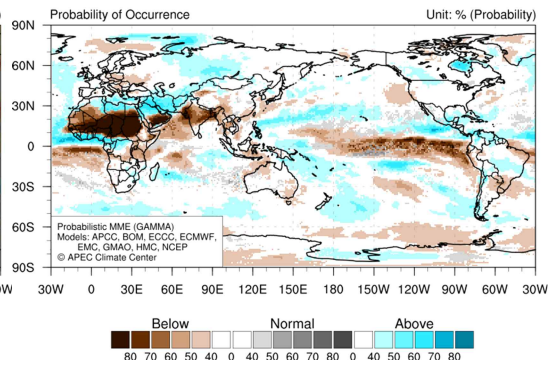 Probability of Occurrence Unit: % (Probability)
90N
60N
30N
0
30S
60S
90S
Probabilistic MME (GAMMA)
Models: APCC, BOM, ECCC, ECMWF,
EMC, GMAO, HMC, NCEP
© APEC Climate Center
0W 30W 0 30E 60E 90E 120E 150E 180 150W 120W 90W 60W 30W
Below Normal Above
80 70 60 50 40 0 40 50 60 70 80 0 40 50 60 70 80